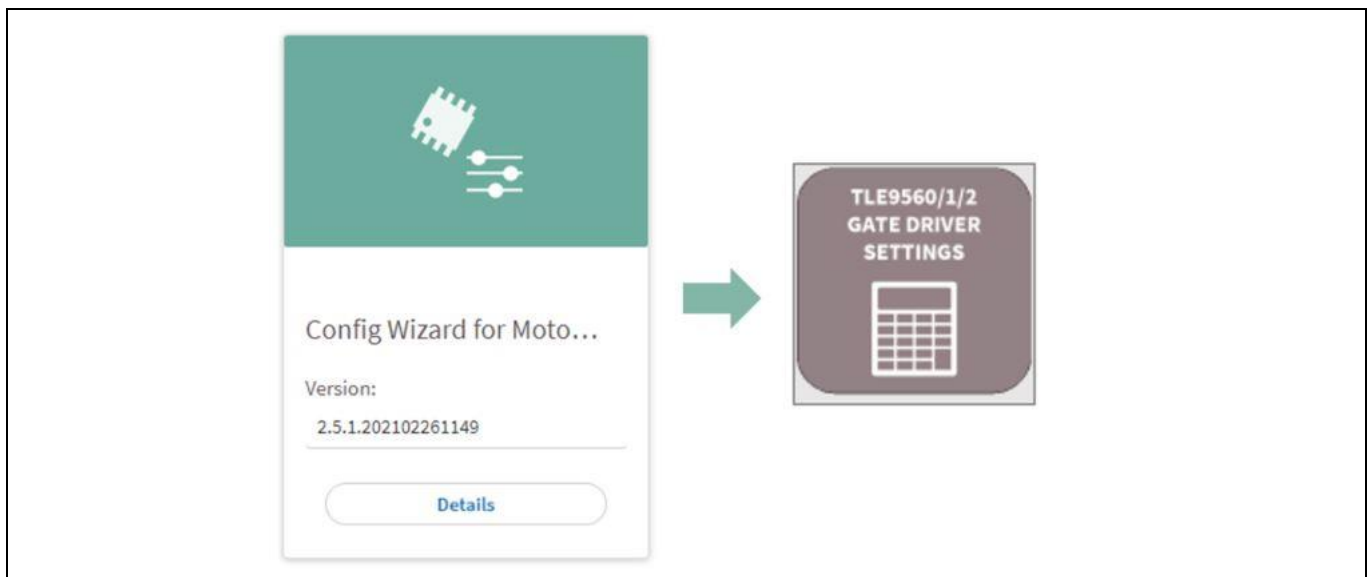 Config Wizard for Moto...
Version:
2.5.1.202102261149
Details
TLE9560/1/2
GATE DRIVER
SETTINGS